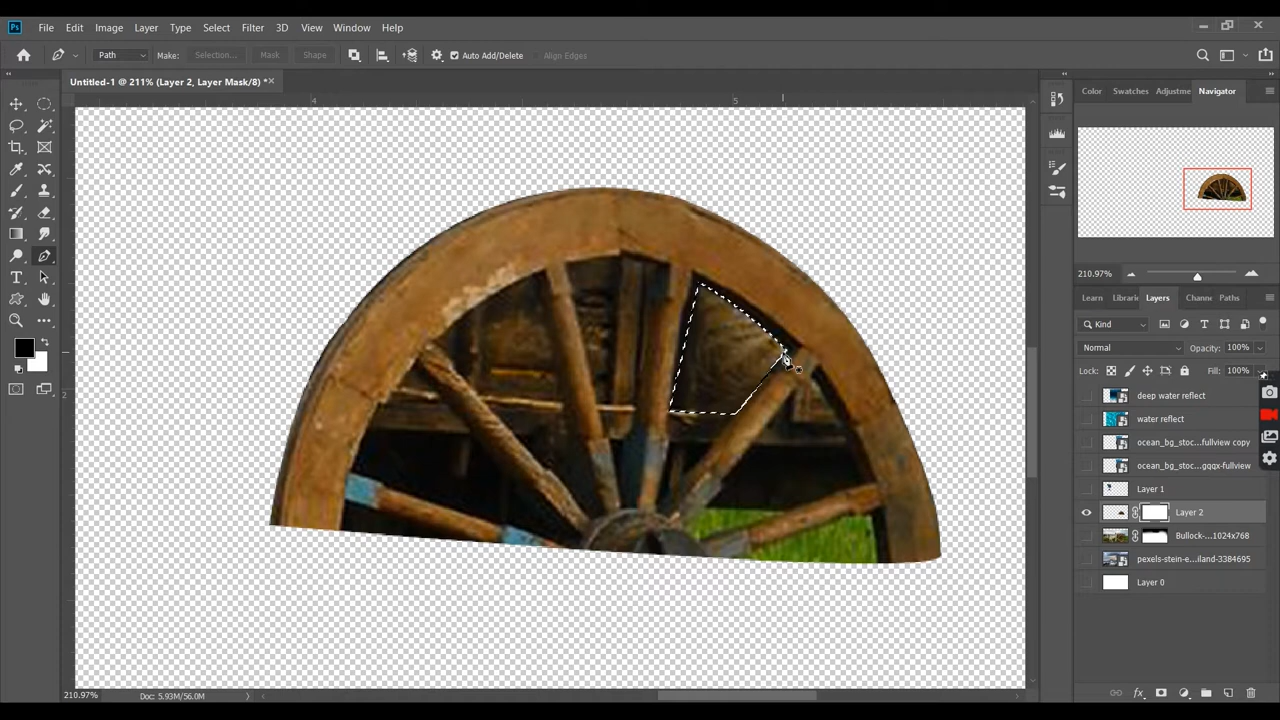 Ps File Edit Image Layer Type Select Filter 3D View Window Help
Path Make: Selection... Mask Shape Auto Add/Delete Align Edges
Untitled-1 @ 211% (Layer 2, Layer Mask/8) *
Color Swatches Adjustme Navigator
4 5
2
210.97%
Learn Librari Layers Channe Paths
Kind
Normal Opacity: 100%
Lock: Fill: 100%
deep water reflect
water reflect
ocean_bg_stoc...fullview copy
ocean_bg_stoc...gqqx-fullview
Layer 1
Layer 2
Bullock-...1024x768
pexels-stein-e...iland-3384695
Layer 0
T
210.97% Doc: 5.93M/56.0M
fx